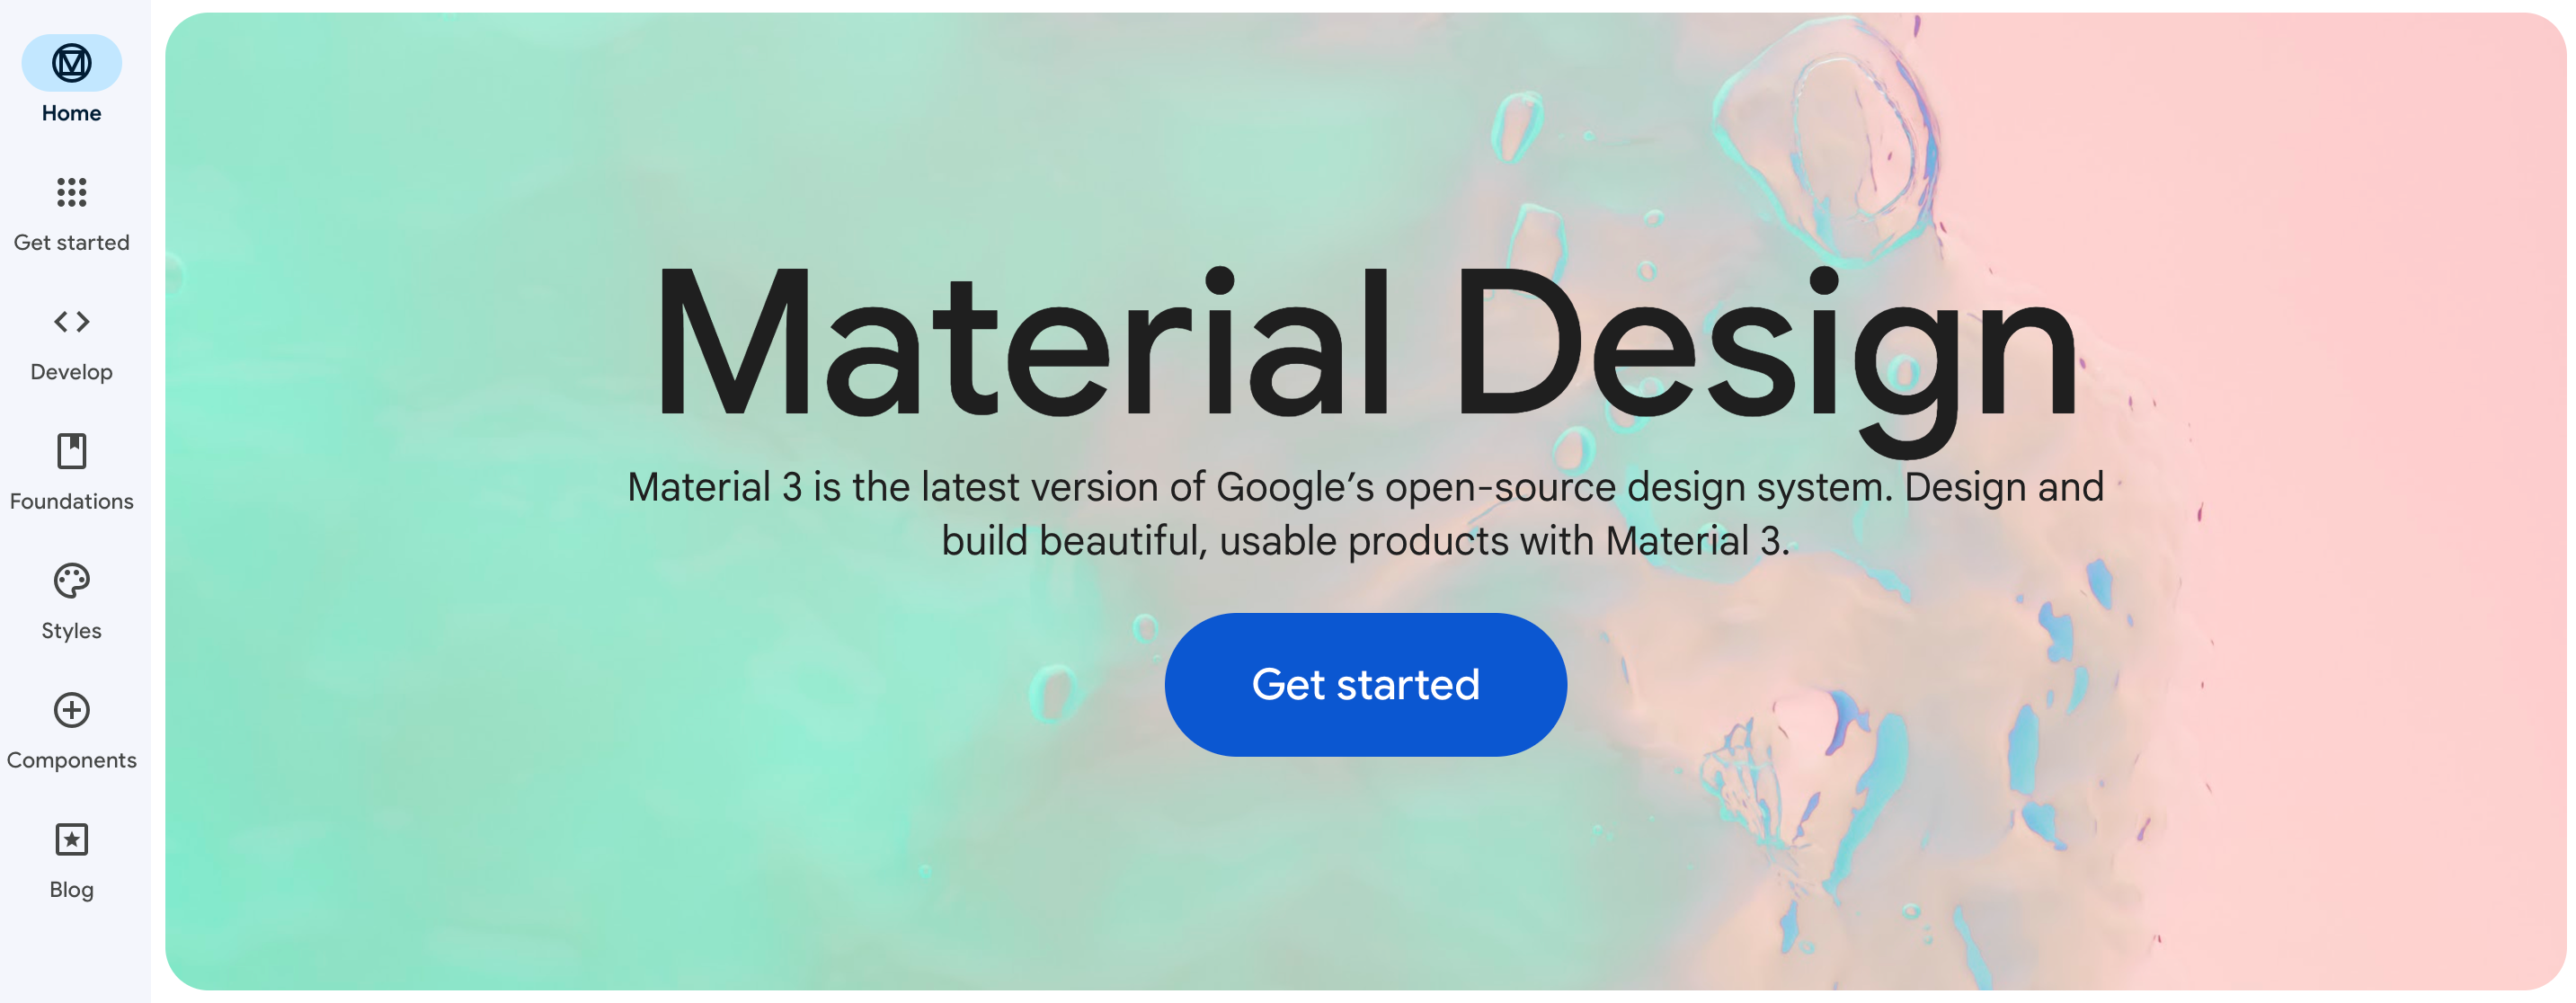 Home
Get started
Develop
Foundations
Styles
Components
Blog
Material Design
Material 3 is the latest version of Google’s open-source design system. Design and
build beautiful, usable products with Material 3.
Get started